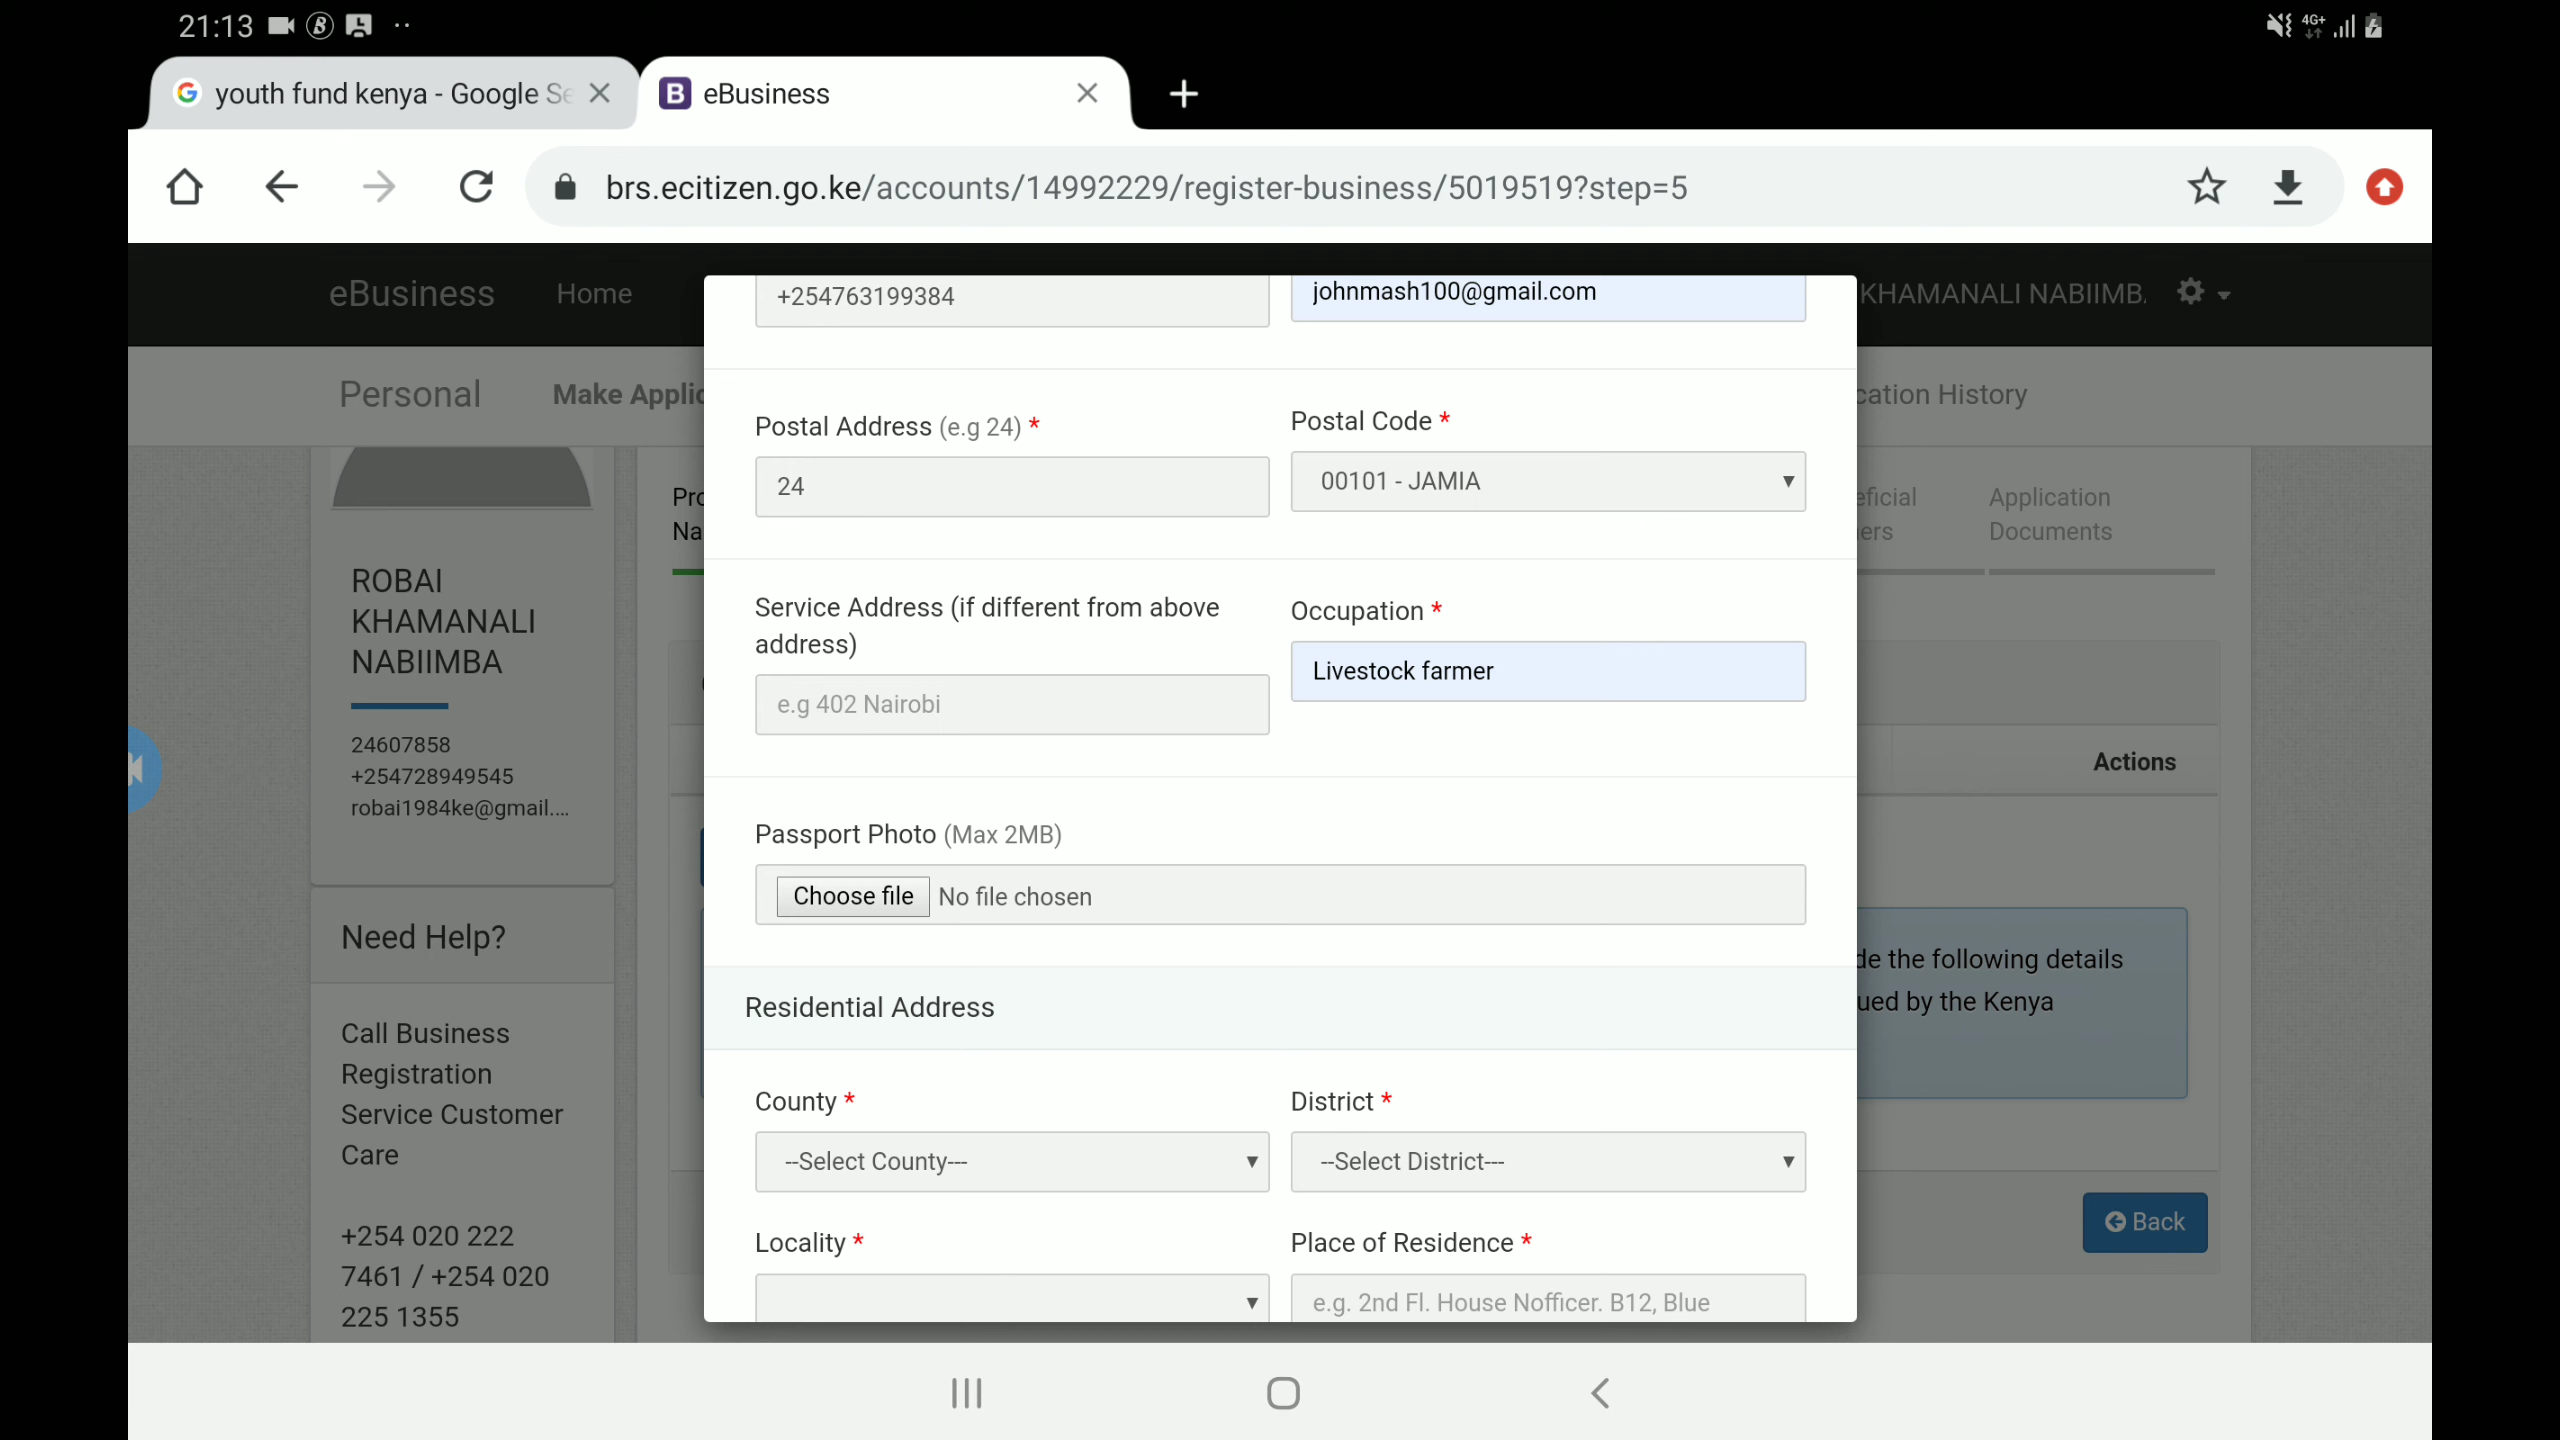 21:13
4G+
youth fund kenya - Google Se
eBusiness
brs.ecitizen.go.ke/accounts/14992229/register-business/5019519?step=5
eBusiness
Home
KHAMANALI NABIIMB
Personal
Make Applic
cation History
+254763199384
johnmash100@gmail.com
Postal Address (e.g 24) *
Postal Code *
24
00101 - JAMIA
Service Address (if different from above
address)
Occupation *
e.g 402 Nairobi
Livestock farmer
Passport Photo (Max 2MB)
Choose file No file chosen
Residential Address
County *
District *
--Select County---
--Select District---
Locality *
Place of Residence *
e.g. 2nd Fl. House Nofficer. B12, Blue
ROBAI
KHAMANALI
NABIIMBA
24607858
+254728949545
robai1984ke@gmail....
Need Help?
Call Business
Registration
Service Customer
Care
+254 020 222
7461 / +254 020
225 1355
Pro
Na
eficial
ers
Application
Documents
Actions
de the following details
ued by the Kenya
Back